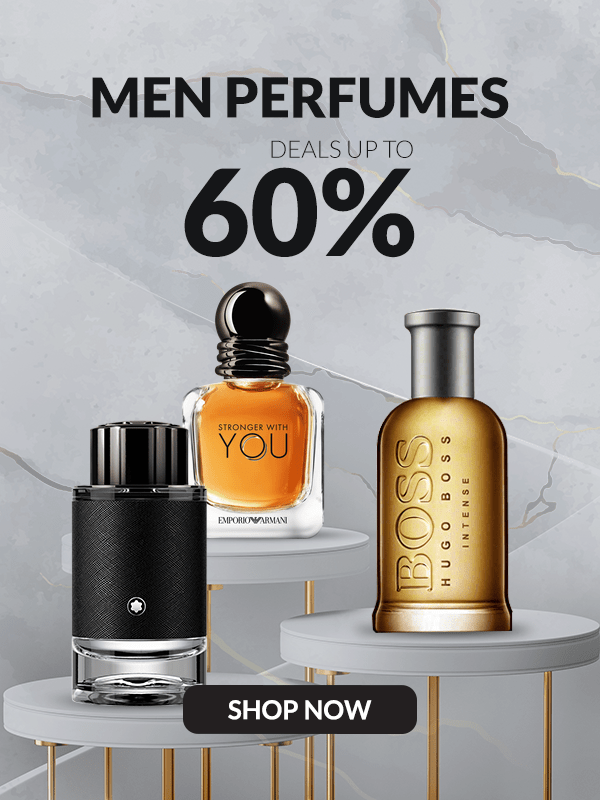 MEN PERFUMES
DEALS UP TO
60%
STRONGER WITH
YOU
EMPORIO ARMANI
BOSS
HUGO BOSS
INTENSE
SHOP NOW